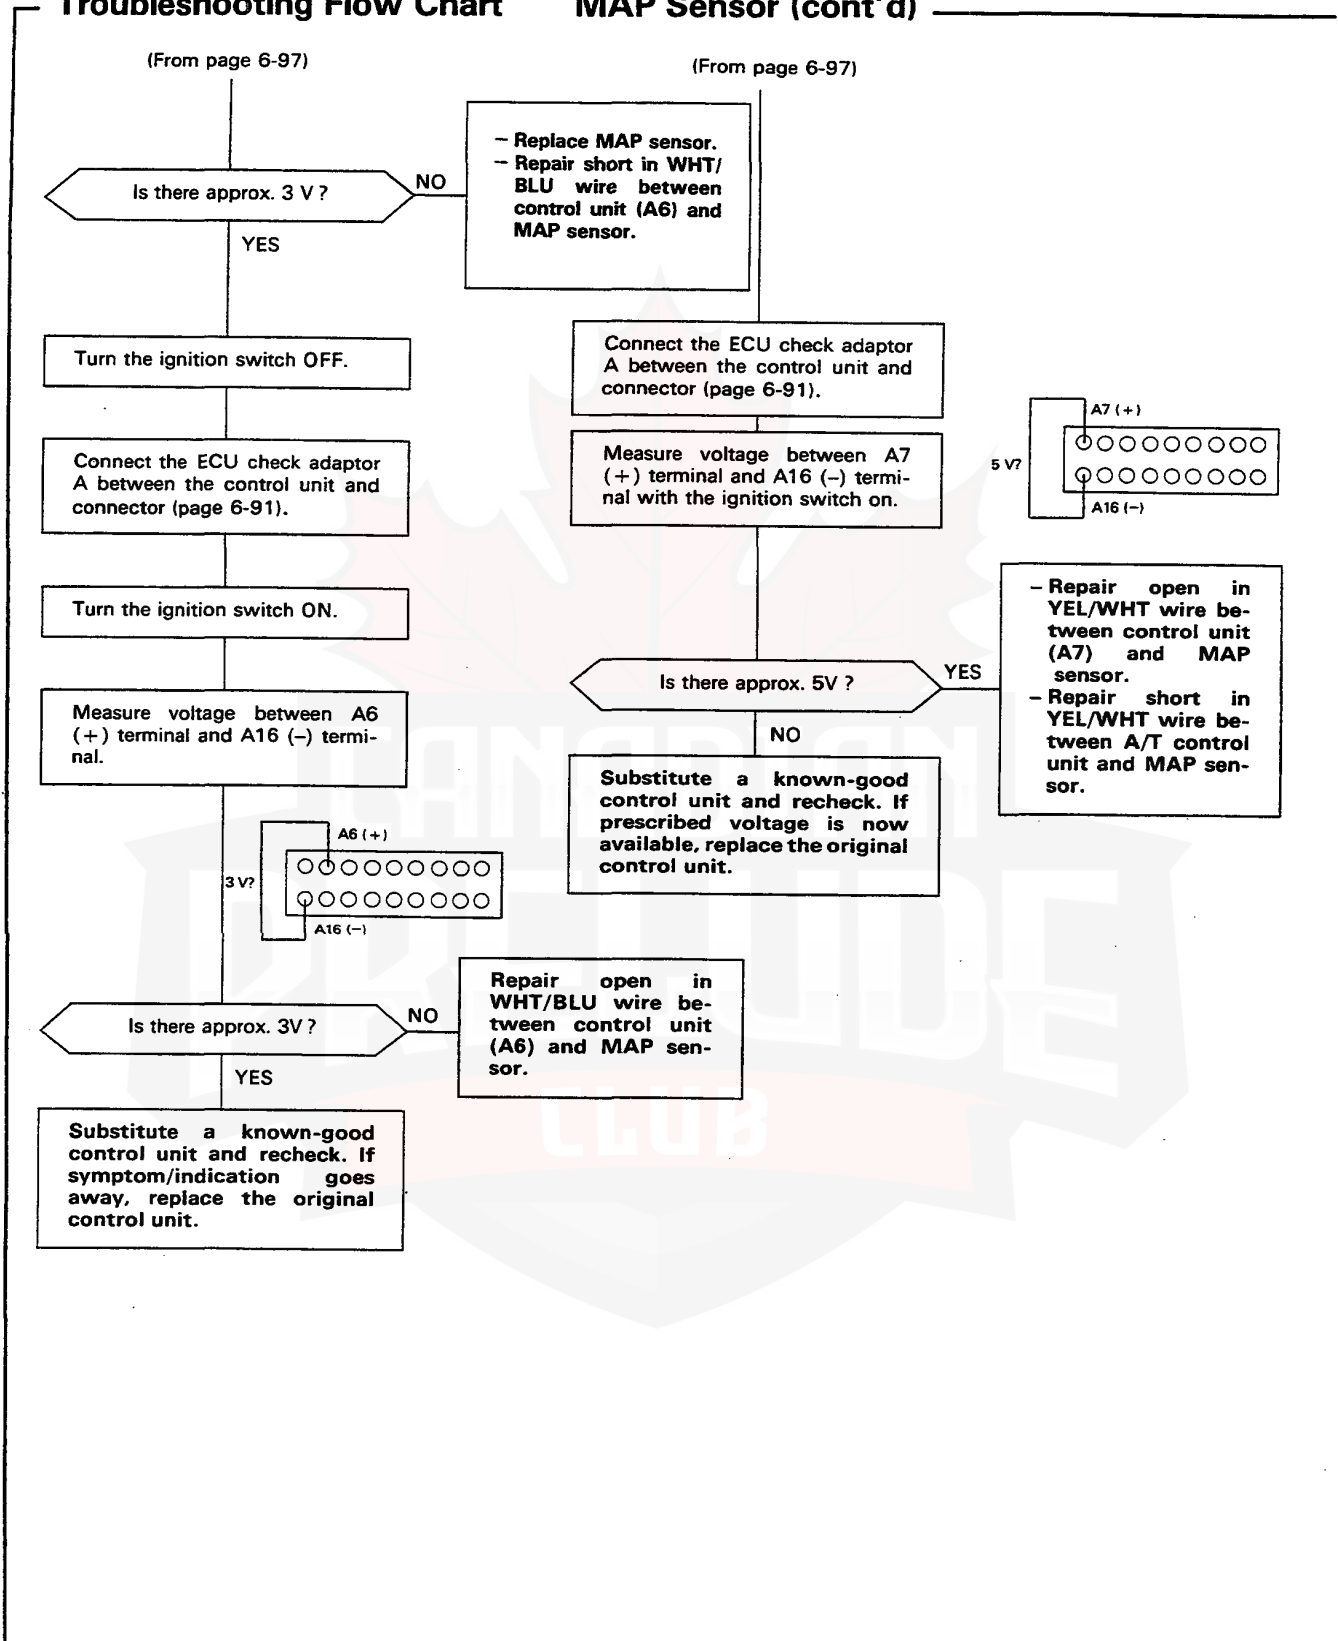 Troubleshooting Flow Chart MAP Sensor (cont'd)
(From page 6-97)
Is there approx. 3 V ?
NO
– Replace MAP sensor.
– Repair short in WHT/
BLU wire between
control unit (A6) and
MAP sensor.
YES
Turn the ignition switch OFF.
Connect the ECU check adaptor
A between the control unit and
connector (page 6-91).
Turn the ignition switch ON.
Measure voltage between A6
(+) terminal and A16 (–) termi-
nal.
A6 (+)
3 V?
A16 (–)
Is there approx. 3V ?
NO
Repair open in
WHT/BLU wire be-
tween control unit
(A6) and MAP sen-
sor.
YES
Substitute a known-good
control unit and recheck. If
symptom/indication goes
away, replace the original
control unit.
(From page 6-97)
Connect the ECU check adaptor
A between the control unit and
connector (page 6-91).
Measure voltage between A7
(+) terminal and A16 (–) termi-
nal with the ignition switch on.
A7 (+)
5 V?
A16 (–)
Is there approx. 5V ?
YES
– Repair open in
YEL/WHT wire be-
tween control unit
(A7) and MAP
sensor.
– Repair short in
YEL/WHT wire be-
tween A/T control
unit and MAP sen-
sor.
NO
Substitute a known-good
control unit and recheck. If
prescribed voltage is now
available, replace the original
control unit.
CANADIAN
PRELUDE
CLUB